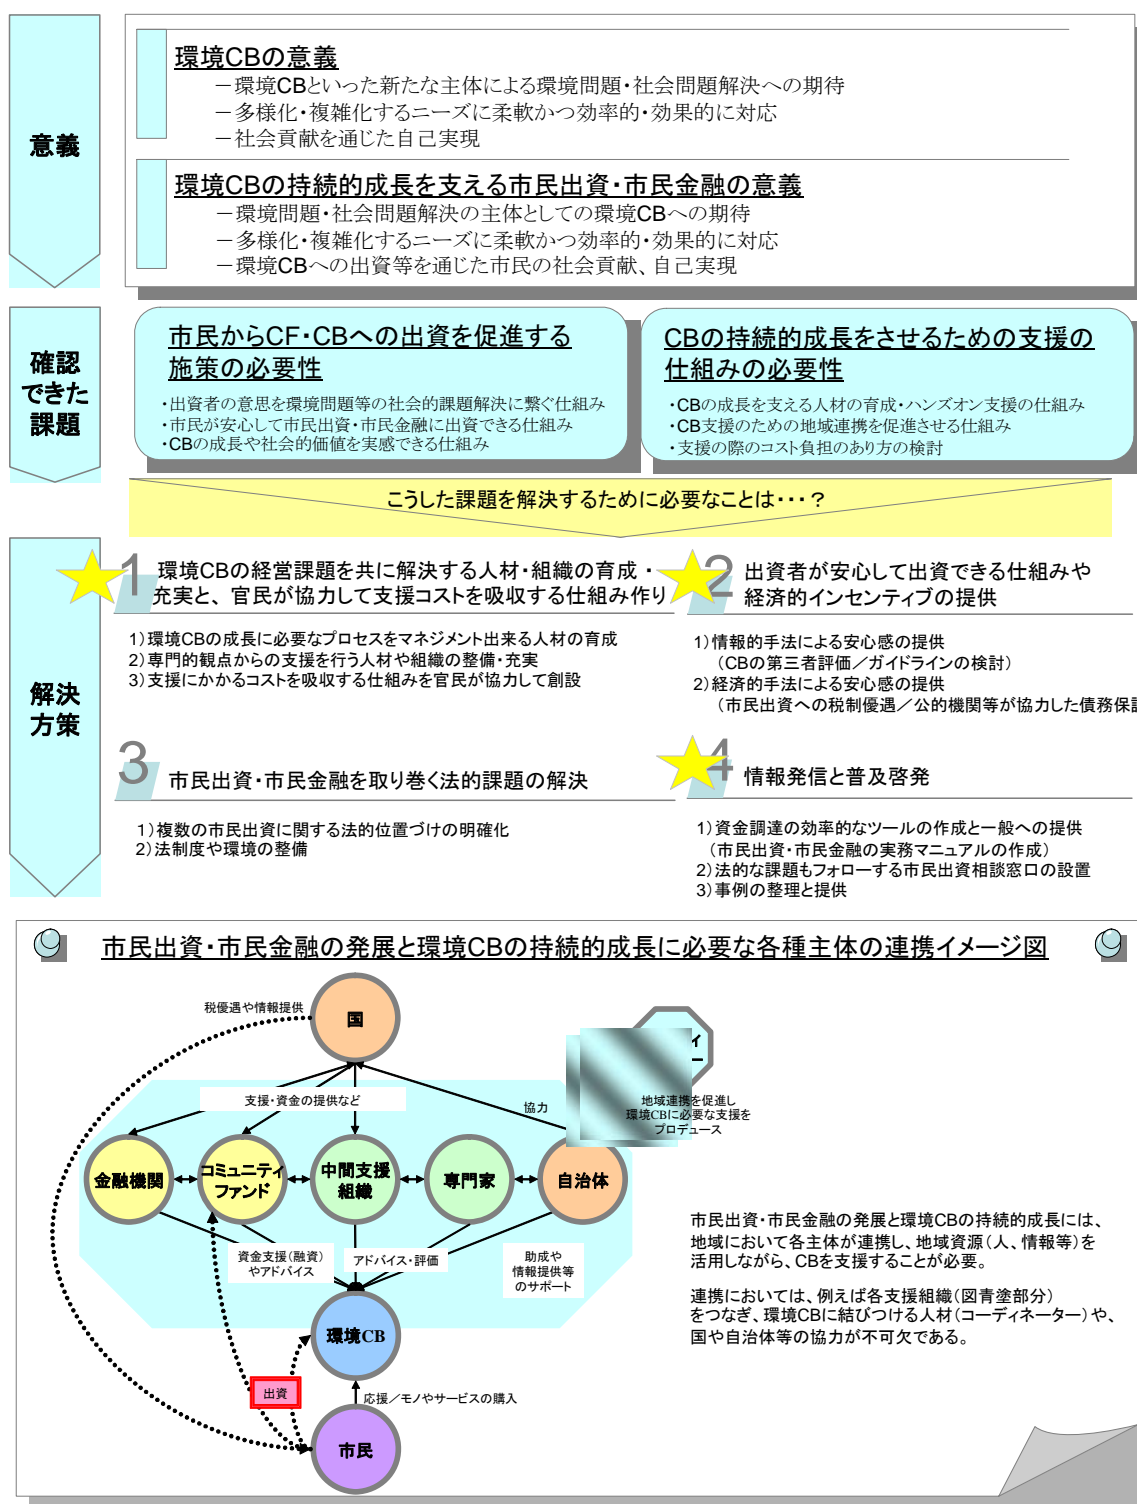 意義
環境CBの意義
－環境CBといった新たな主体による環境問題・社会問題解決への期待
－多様化・複雑化するニーズに柔軟かつ効率的・効果的に対応
－社会貢献を通じた自己実現
環境CBの持続的成長を支える市民出資・市民金融の意義
－環境問題・社会問題解決の主体としての環境CBへの期待
－多様化・複雑化するニーズに柔軟かつ効率的・効果的に対応
－環境CBへの出資等を通じた市民の社会貢献、自己実現
確認
できた
課題
市民からCF・CBへの出資を促進する
施策の必要性
・出資者の意思を環境問題等の社会的課題解決に繋ぐ仕組み
・市民が安心して市民出資・市民金融に出資できる仕組み
・CBの成長や社会的価値を実感できる仕組み
CBの持続的成長をさせるための支援の
仕組みの必要性
・CBの成長を支える人材の育成・ハンズオン支援の仕組み
・CB支援のための地域連携を促進させる仕組み
・支援の際のコスト負担のあり方の検討
こうした課題を解決するために必要なことは・・・？
解決
方策
1
環境CBの経営課題を共に解決する人材・組織の育成・
充実と、官民が協力して支援コストを吸収する仕組み作り
1）環境CBの成長に必要なプロセスをマネジメント出来る人材の育成
2）専門的観点からの支援を行う人材や組織の整備・充実
3）支援にかかるコストを吸収する仕組みを官民が協力して創設
2
出資者が安心して出資できる仕組みや
経済的インセンティブの提供
1）情報的手法による安心感の提供
（CBの第三者評価／ガイドラインの検討）
2）経済的手法による安心感の提供
（市民出資への税制優遇／公的機関等が協力した債務保
3
市民出資・市民金融を取り巻く法的課題の解決
1）複数の市民出資に関する法的位置づけの明確化
2）法制度や環境の整備
4
情報発信と普及啓発
1）資金調達の効率的なツールの作成と一般への提供
（市民出資・市民金融の実務マニュアルの作成）
2）法的な課題もフォローする市民出資相談窓口の設置
3）事例の整理と提供
市民出資・市民金融の発展と環境CBの持続的成長に必要な各種主体の連携イメージ図
税優遇や情報提供
国
支援・資金の提供など
協力
地域連携を促進し
環境CBに必要な支援を
プロデュース
金融機関
コミュニティ
ファンド
中間支援
組織
専門家
自治体
資金支援（融資）
やアドバイス
アドバイス・評価
助成や
情報提供等
のサポート
環境CB
出資
応援／モノやサービスの購入
市民
市民出資・市民金融の発展と環境CBの持続的成長には、
地域において各主体が連携し、地域資源（人、情報等）を
活用しながら、CBを支援することが必要。
連携においては、例えば各支援組織（図青塗部分）
をつなぎ、環境CBに結びつける人材（コーディネーター）や、
国や自治体等の協力が不可欠である。